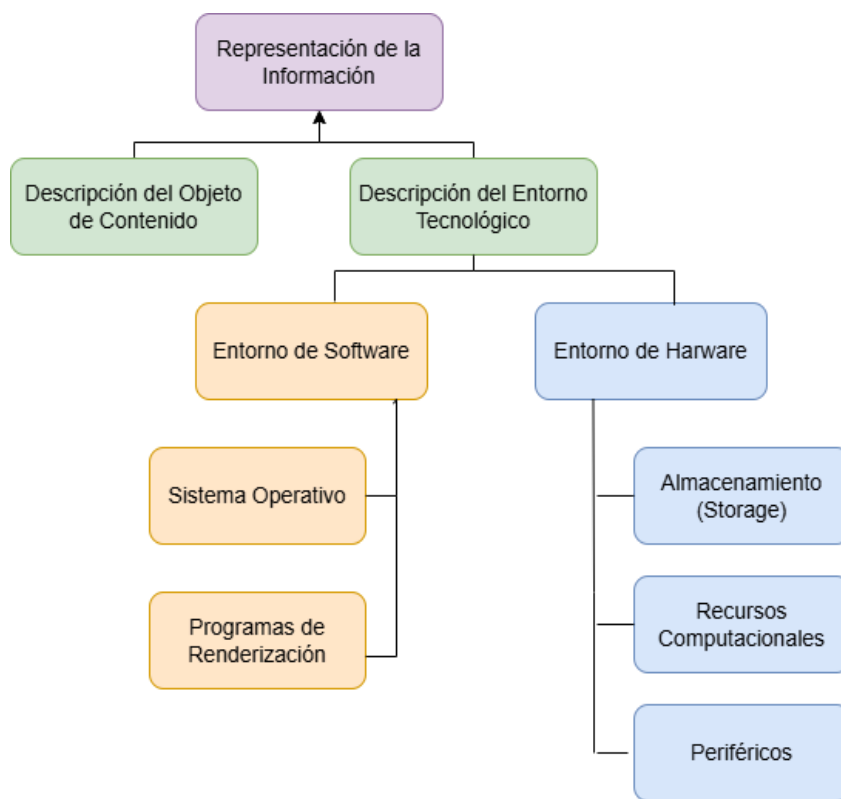 Representación de la
Información
Descripción del Objeto
de Contenido
Descripción del Entorno
Tecnológico
Entorno de Software
Entorno de Harware
Sistema Operativo
Almacenamiento
(Storage)
Programas de
Renderización
Recursos
Computacionales
Periféricos